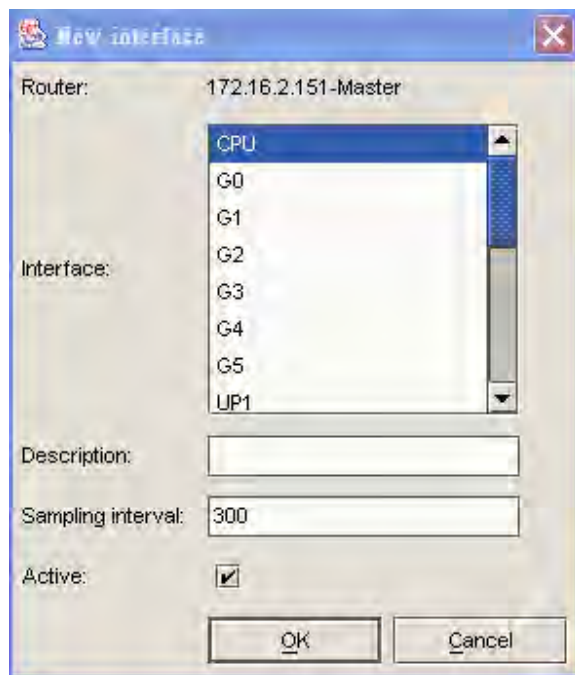 New interface
Router: 172.16.2.151-Master
Interface:
CPU
G0
G1
G2
G3
G4
G5
UP1
Description:
Sampling interval: 300
Active:
OK Cancel